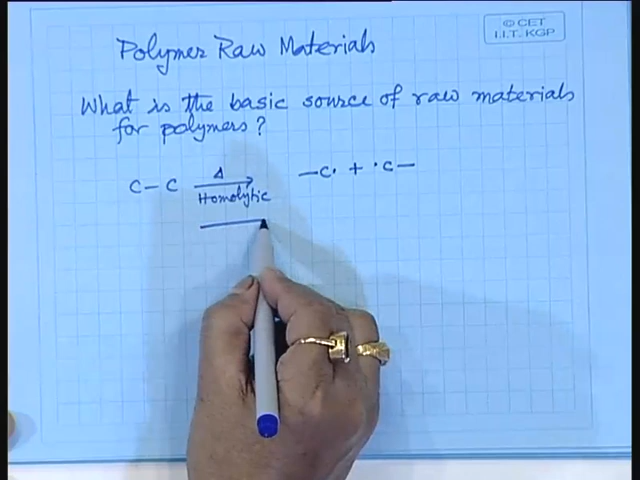 © CET
I.I.T. KGP
Polymer Raw Materials
What is the basic source of raw materials
for polymers?
C – C Δ → –C· + ·C–
Homolytic